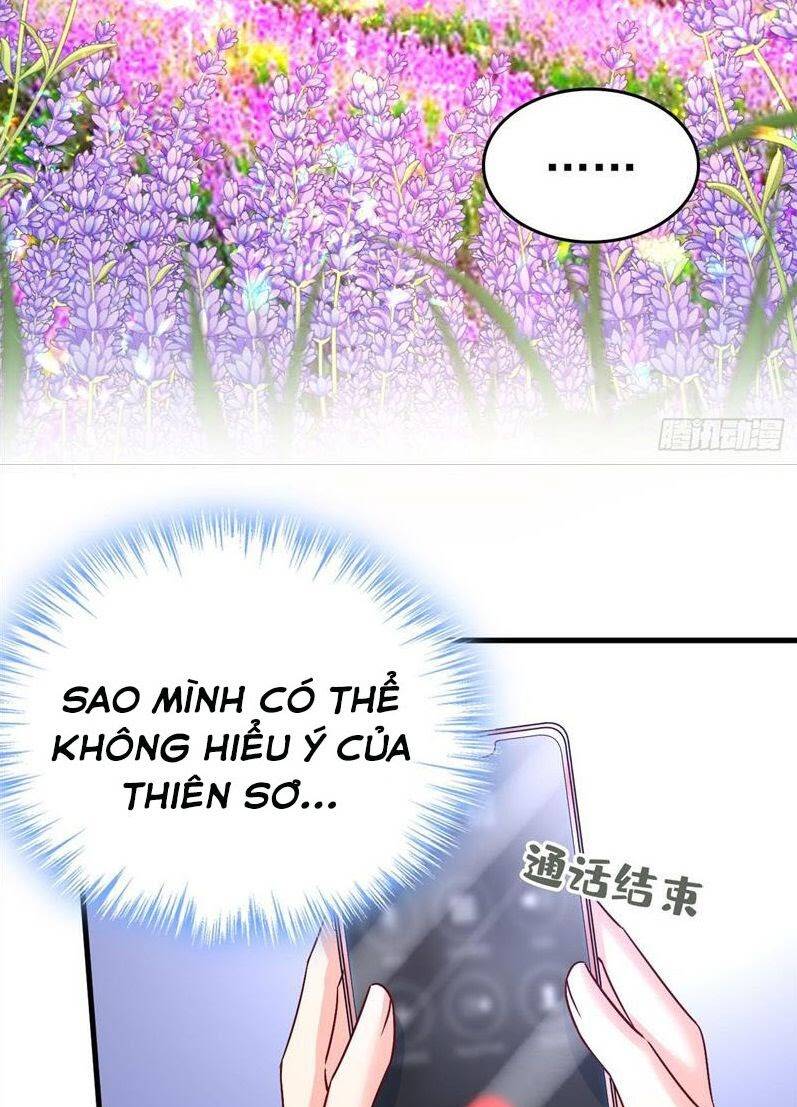 ......
腾讯动漫
SAO MÌNH CÓ THỂ
KHÔNG HIỂU Ý CỦA
THIÊN SƠ...
通话结束